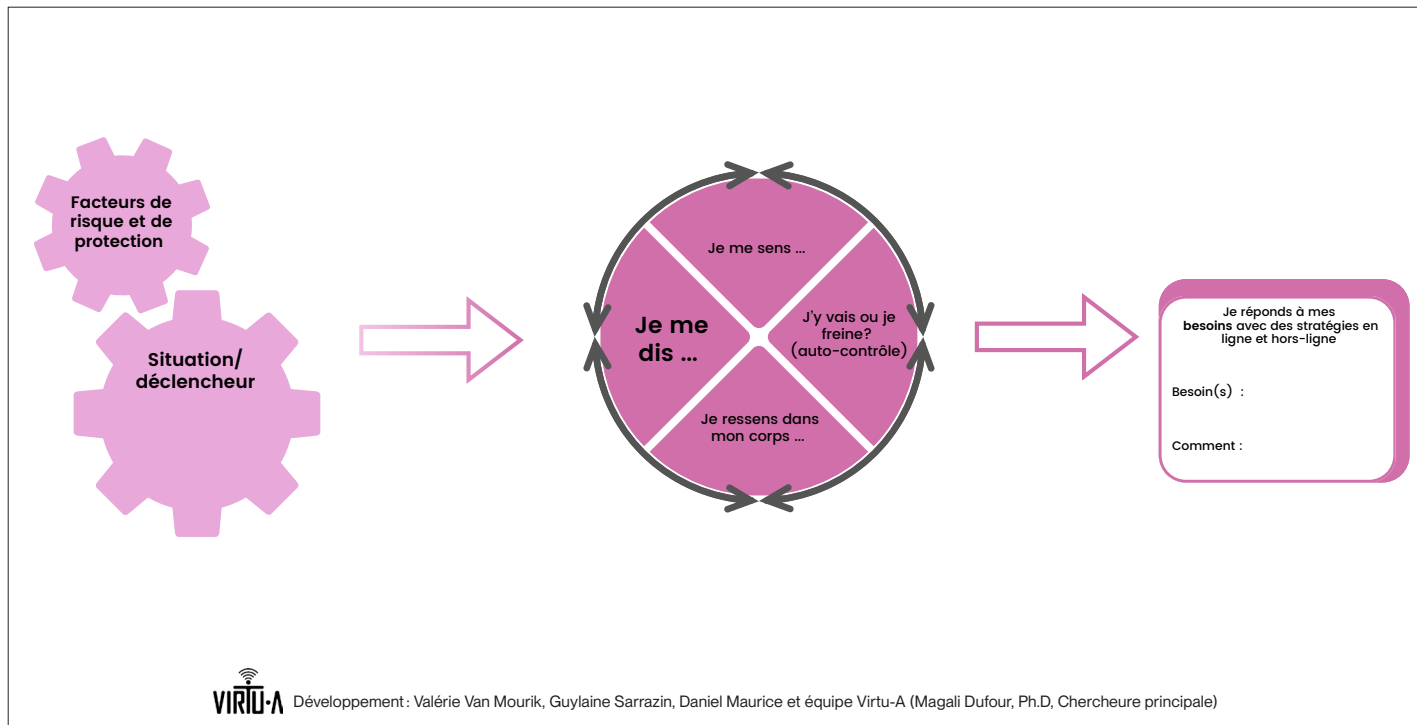 Facteurs de
risque et de
protection
Situation/
déclencheur
Je me sens ...
Je me
dis ...
J'y vais ou je
freine?
(auto-contrôle)
Je ressens dans
mon corps ...
Je réponds à mes
besoins avec des stratégies en
ligne et hors-ligne
Besoin(s) :
Comment :
VIRTU·A Développement : Valérie Van Mourik, Guylaine Sarrazin, Daniel Maurice et équipe Virtu-A (Magali Dufour, Ph.D, Chercheure principale)